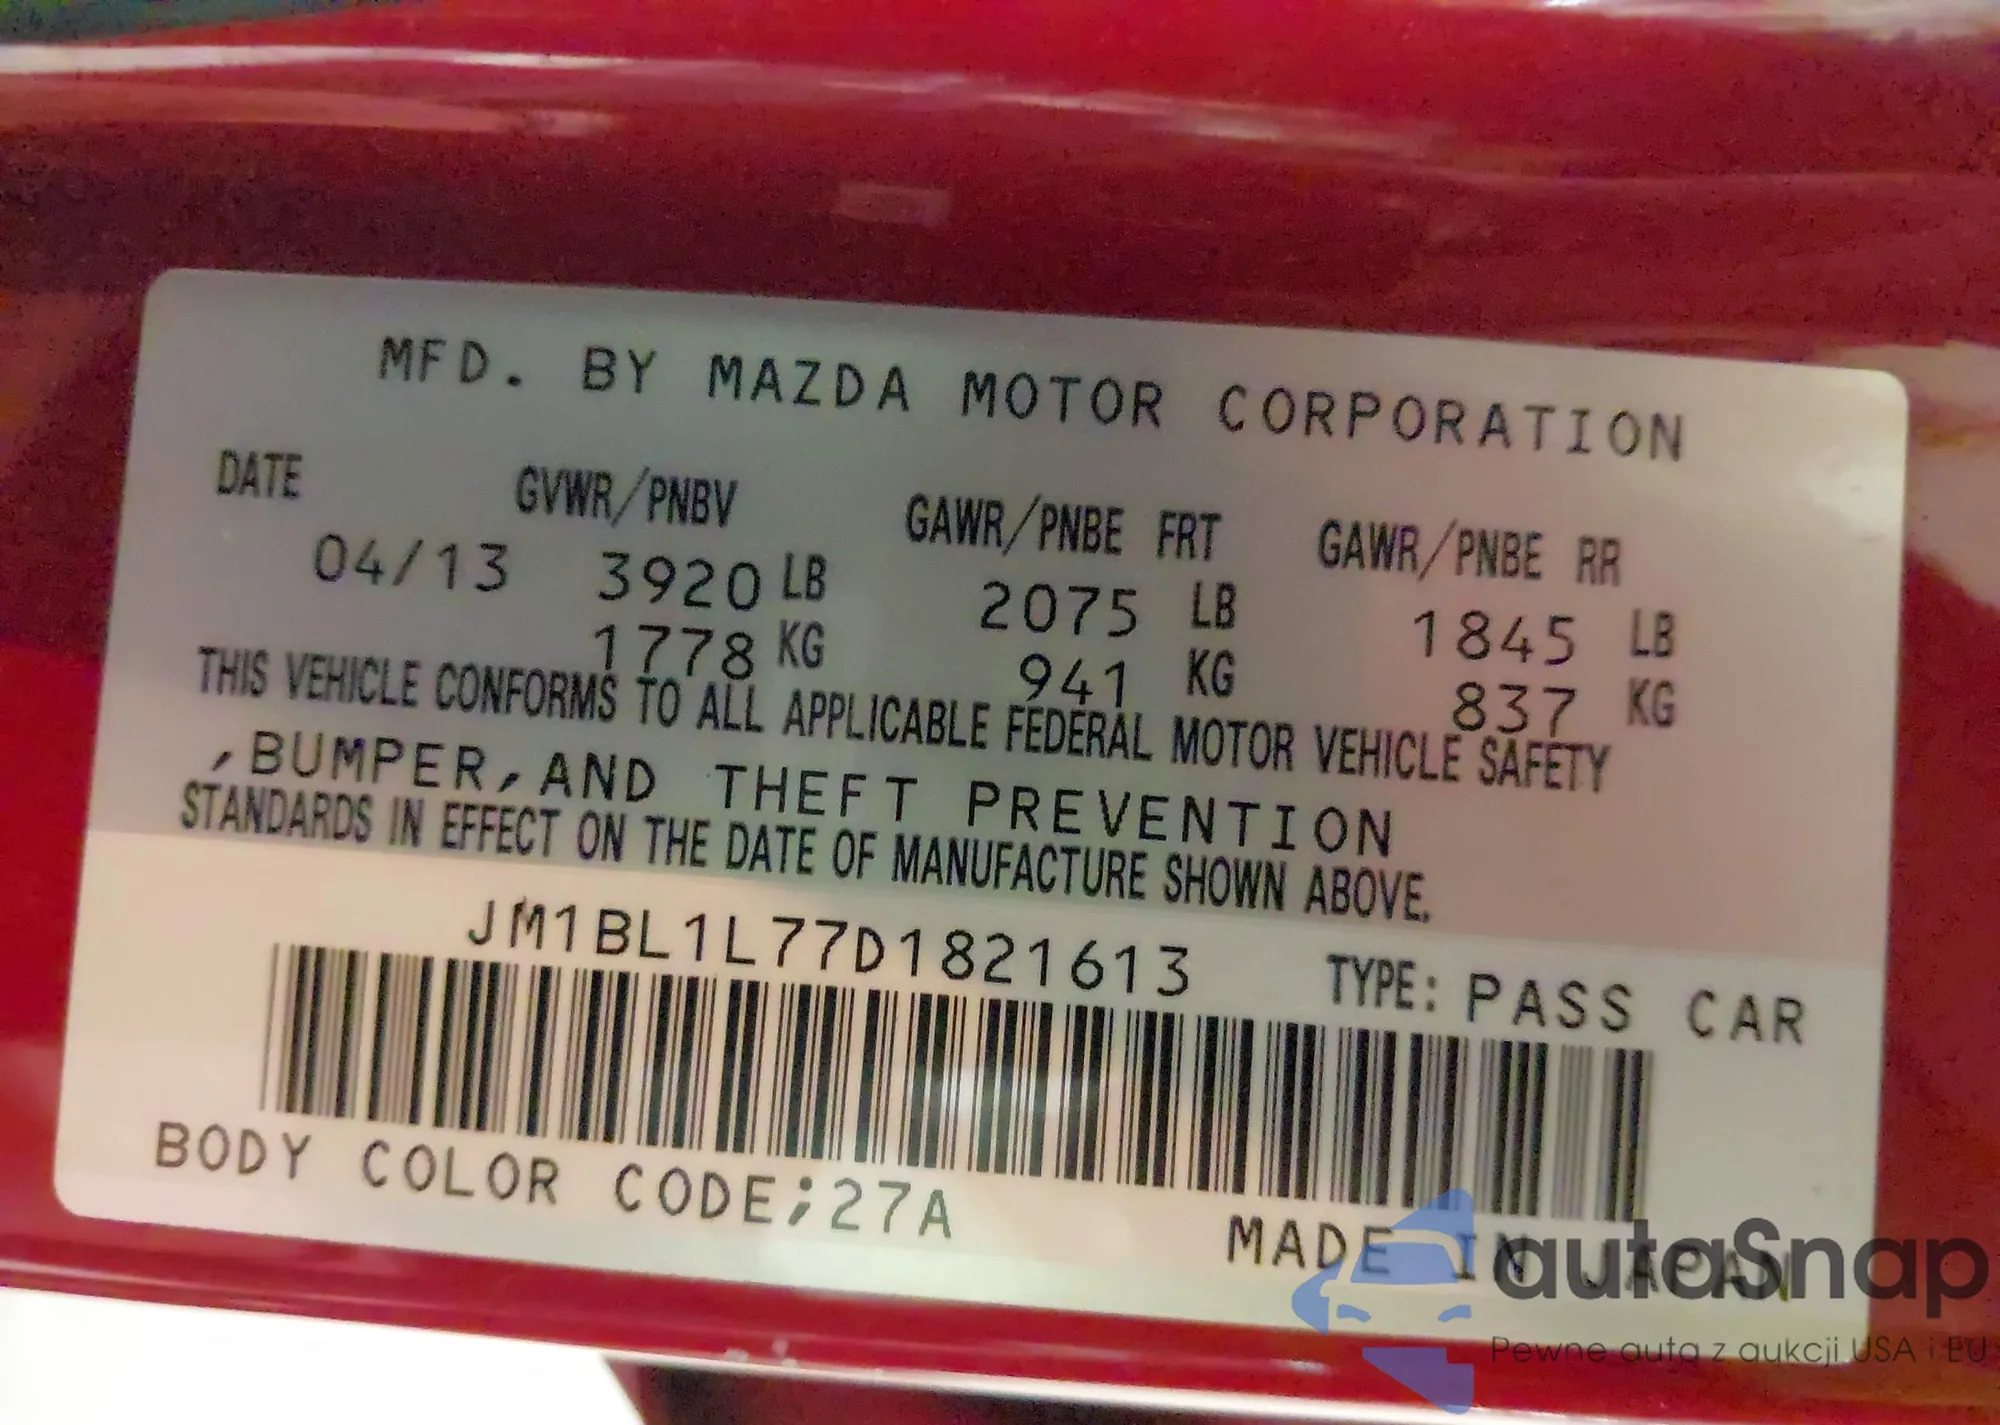 MFD. BY MAZDA MOTOR CORPORATION
DATE GVWR/PNBV GAWR/PNBE FRT GAWR/PNBE RR
04/13 3920 LB 2075 LB 1845 LB
1778 KG 941 KG 837 KG
THIS VEHICLE CONFORMS TO ALL APPLICABLE FEDERAL MOTOR VEHICLE SAFETY
,BUMPER,AND THEFT PREVENTION
STANDARDS IN EFFECT ON THE DATE OF MANUFACTURE SHOWN ABOVE.
JM1BL1L77D1821613 TYPE: PASS CAR
BODY COLOR CODE;27A
MADE IN JAPAN
autoSnap
Pewne auta z aukcji USA i EU